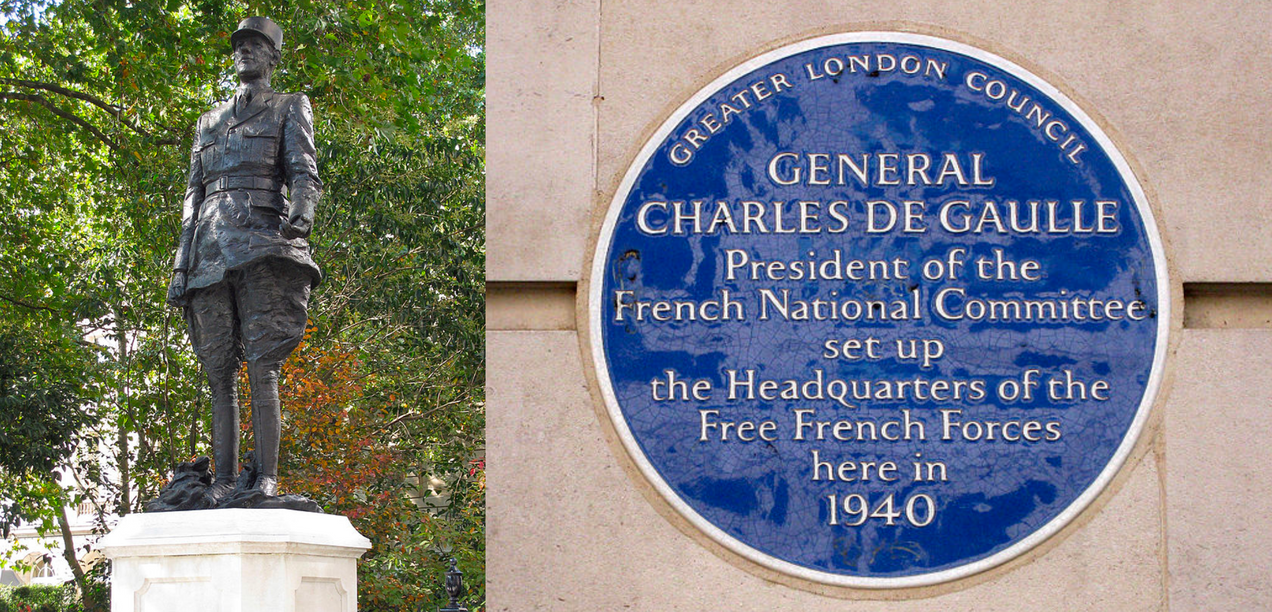 GREATER LONDON COUNCIL
GENERAL
CHARLES DE GAULLE
President of the
French National Committee
set up
the Headquarters of the
Free French Forces
here in
1940